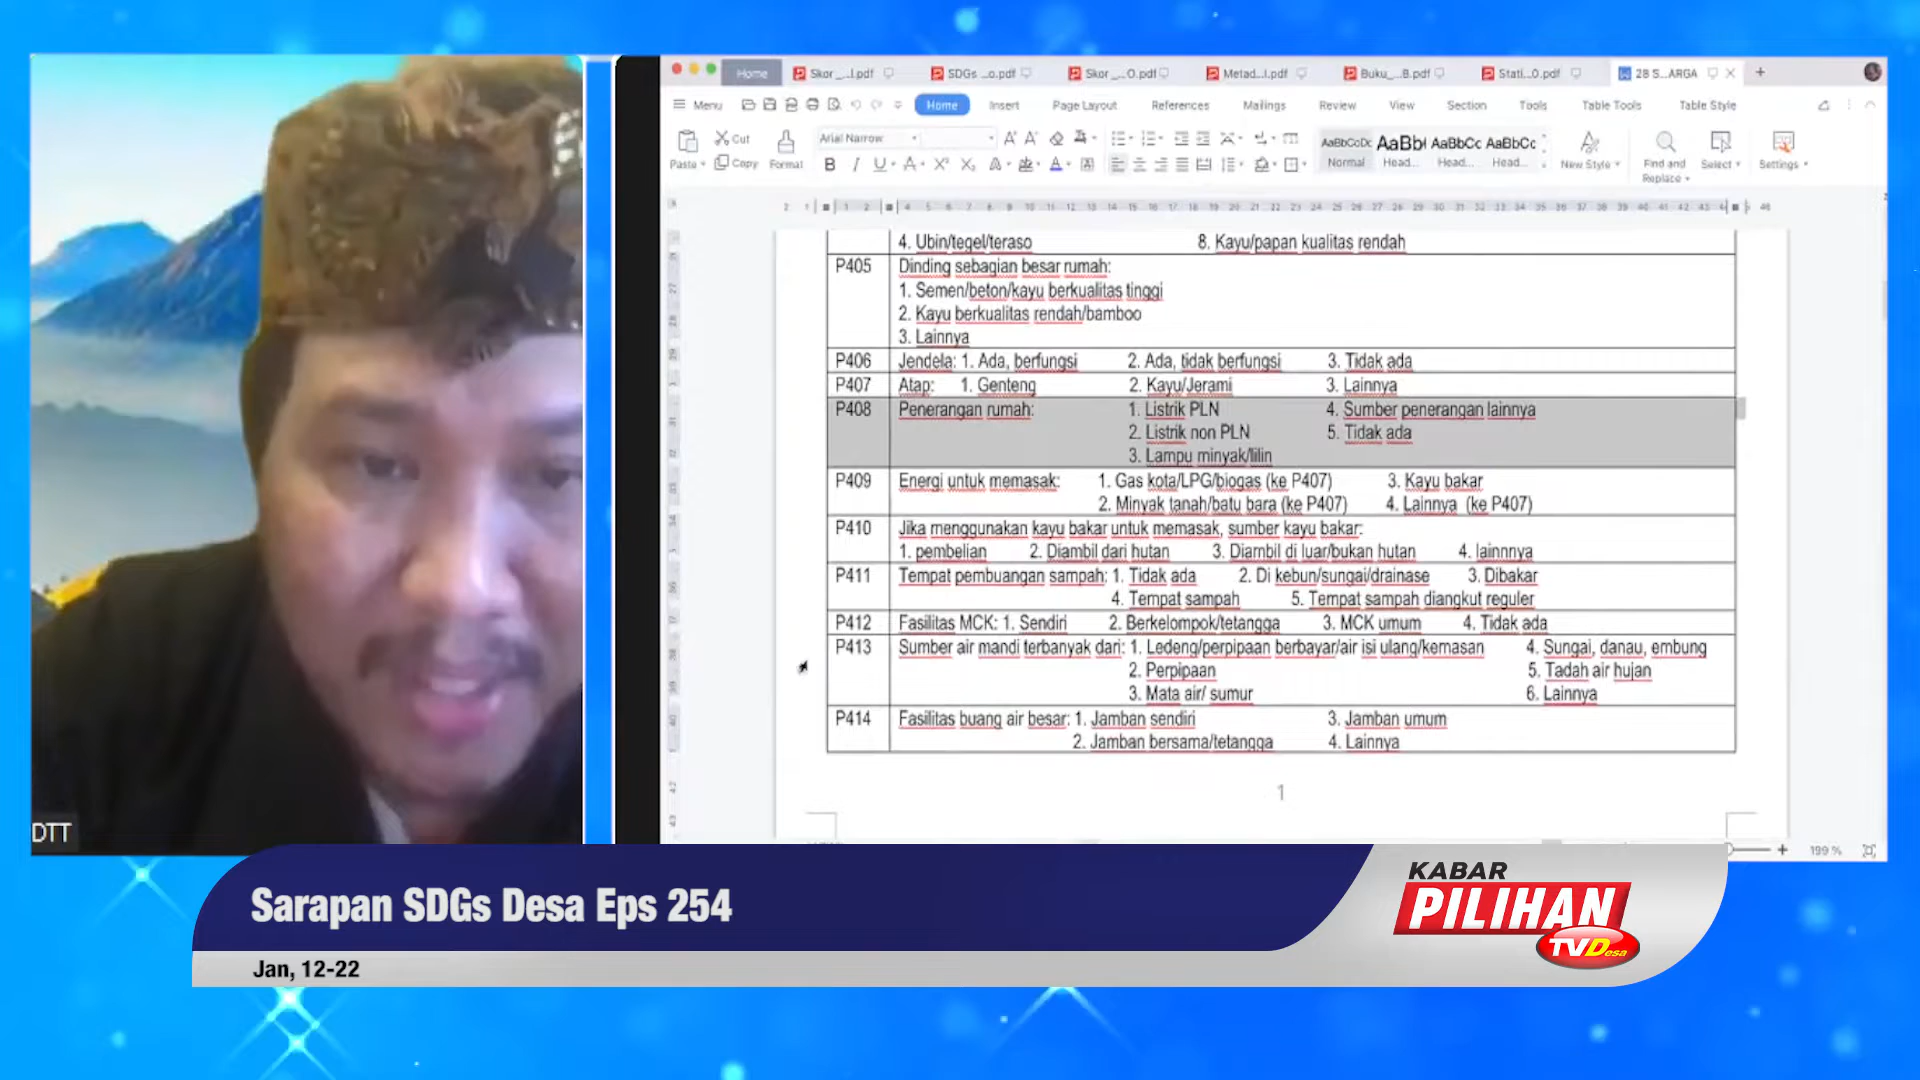 Home
Skor_...l.pdf
SDGs ...o.pdf
Skor_...O.pdf
Metad...l.pdf
Buku_...B.pdf
Stati...0.pdf
28 S...ARGA
Menu
Home
Insert
Page Layout
References
Mailings
Review
View
Section
Tools
Table Tools
Table Style
Paste
Cut
Copy
Format
Arial Narrow
AaBbCcDc
Normal
AaBbI
Head...
AaBbCc
Head...
AaBbCc
Head...
New Style
Find and
Replace
Select
Settings
4. Ubin/tegel/teraso 8. Kayu/papan kualitas rendah
P405 Dinding sebagian besar rumah:
1. Semen/beton/kayu berkualitas tinggi
2. Kayu berkualitas rendah/bamboo
3. Lainnya
P406 Jendela: 1. Ada, berfungsi 2. Ada, tidak berfungsi 3. Tidak ada
P407 Atap: 1. Genteng 2. Kayu/Jerami 3. Lainnya
P408 Penerangan rumah: 1. Listrik PLN 4. Sumber penerangan lainnya
2. Listrik non PLN 5. Tidak ada
3. Lampu minyak/lilin
P409 Energi untuk memasak: 1. Gas kota/LPG/biogas (ke P407) 3. Kayu bakar
2. Minyak tanah/batu bara (ke P407) 4. Lainnya (ke P407)
P410 Jika menggunakan kayu bakar untuk memasak, sumber kayu bakar:
1. pembelian 2. Diambil dari hutan 3. Diambil di luar/bukan hutan 4. lainnnya
P411 Tempat pembuangan sampah: 1. Tidak ada 2. Di kebun/sungai/drainase 3. Dibakar
4. Tempat sampah 5. Tempat sampah diangkut reguler
P412 Fasilitas MCK: 1. Sendiri 2. Berkelompok/tetangga 3. MCK umum 4. Tidak ada
P413 Sumber air mandi terbanyak dari: 1. Ledeng/perpipaan berbayar/air isi ulang/kemasan 4. Sungai, danau, embung
2. Perpipaan 5. Tadah air hujan
3. Mata air/ sumur 6. Lainnya
P414 Fasilitas buang air besar: 1. Jamban sendiri 3. Jamban umum
2. Jamban bersama/tetangga 4. Lainnya
1
199 %
DTT
Sarapan SDGs Desa Eps 254
Jan, 12-22
KABAR
PILIHAN
TVDesa